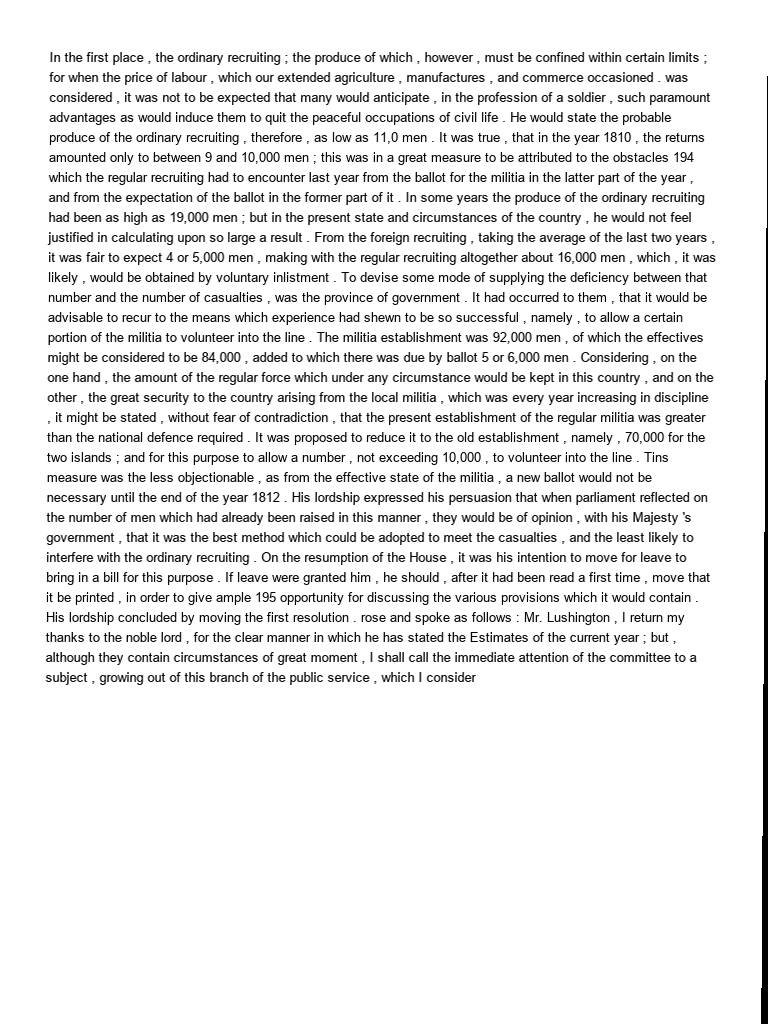 In the first place , the ordinary recruiting ; the produce of which , however , must be confined within certain limits ;
for when the price of labour , which our extended agriculture , manufactures , and commerce occasioned . was
considered , it was not to be expected that many would anticipate , in the profession of a soldier , such paramount
advantages as would induce them to quit the peaceful occupations of civil life . He would state the probable
produce of the ordinary recruiting , therefore , as low as 11,0 men . It was true , that in the year 1810 , the returns
amounted only to between 9 and 10,000 men ; this was in a great measure to be attributed to the obstacles 194
which the regular recruiting had to encounter last year from the ballot for the militia in the latter part of the year ,
and from the expectation of the ballot in the former part of it . In some years the produce of the ordinary recruiting
had been as high as 19,000 men ; but in the present state and circumstances of the country , he would not feel
justified in calculating upon so large a result . From the foreign recruiting , taking the average of the last two years ,
it was fair to expect 4 or 5,000 men , making with the regular recruiting altogether about 16,000 men , which , it was
likely , would be obtained by voluntary inlistment . To devise some mode of supplying the deficiency between that
number and the number of casualties , was the province of government . It had occurred to them , that it would be
advisable to recur to the means which experience had shewn to be so successful , namely , to allow a certain
portion of the militia to volunteer into the line . The militia establishment was 92,000 men , of which the effectives
might be considered to be 84,000 , added to which there was due by ballot 5 or 6,000 men . Considering , on the
one hand , the amount of the regular force which under any circumstance would be kept in this country , and on the
other , the great security to the country arising from the local militia , which was every year increasing in discipline
, it might be stated , without fear of contradiction , that the present establishment of the regular militia was greater
than the national defence required . It was proposed to reduce it to the old establishment , namely , 70,000 for the
two islands ; and for this purpose to allow a number , not exceeding 10,000 , to volunteer into the line . Tins
measure was the less objectionable , as from the effective state of the militia , a new ballot would not be
necessary until the end of the year 1812 . His lordship expressed his persuasion that when parliament reflected on
the number of men which had already been raised in this manner , they would be of opinion , with his Majesty 's
government , that it was the best method which could be adopted to meet the casualties , and the least likely to
interfere with the ordinary recruiting . On the resumption of the House , it was his intention to move for leave to
bring in a bill for this purpose . If leave were granted him , he should , after it had been read a first time , move that
it be printed , in order to give ample 195 opportunity for discussing the various provisions which it would contain .
His lordship concluded by moving the first resolution . rose and spoke as follows : Mr. Lushington , I return my
thanks to the noble lord , for the clear manner in which he has stated the Estimates of the current year ; but ,
although they contain circumstances of great moment , I shall call the immediate attention of the committee to a
subject , growing out of this branch of the public service , which I consider